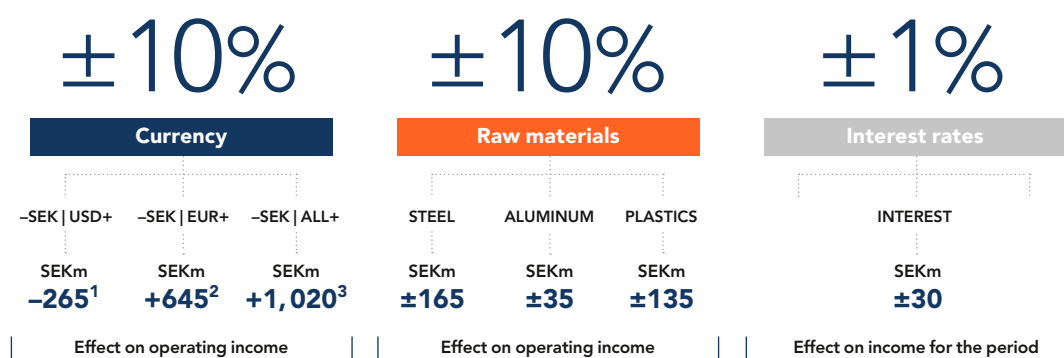 ±10% ±10% ±1%
Currency Raw materials Interest rates
–SEK | USD+ –SEK | EUR+ –SEK | ALL+ STEEL ALUMINUM PLASTICS INTEREST
SEKm SEKm SEKm SEKm SEKm SEKm SEKm
–265¹ +645² +1,020³ ±165 ±35 ±135 ±30
Effect on operating income Effect on operating income Effect on income for the period